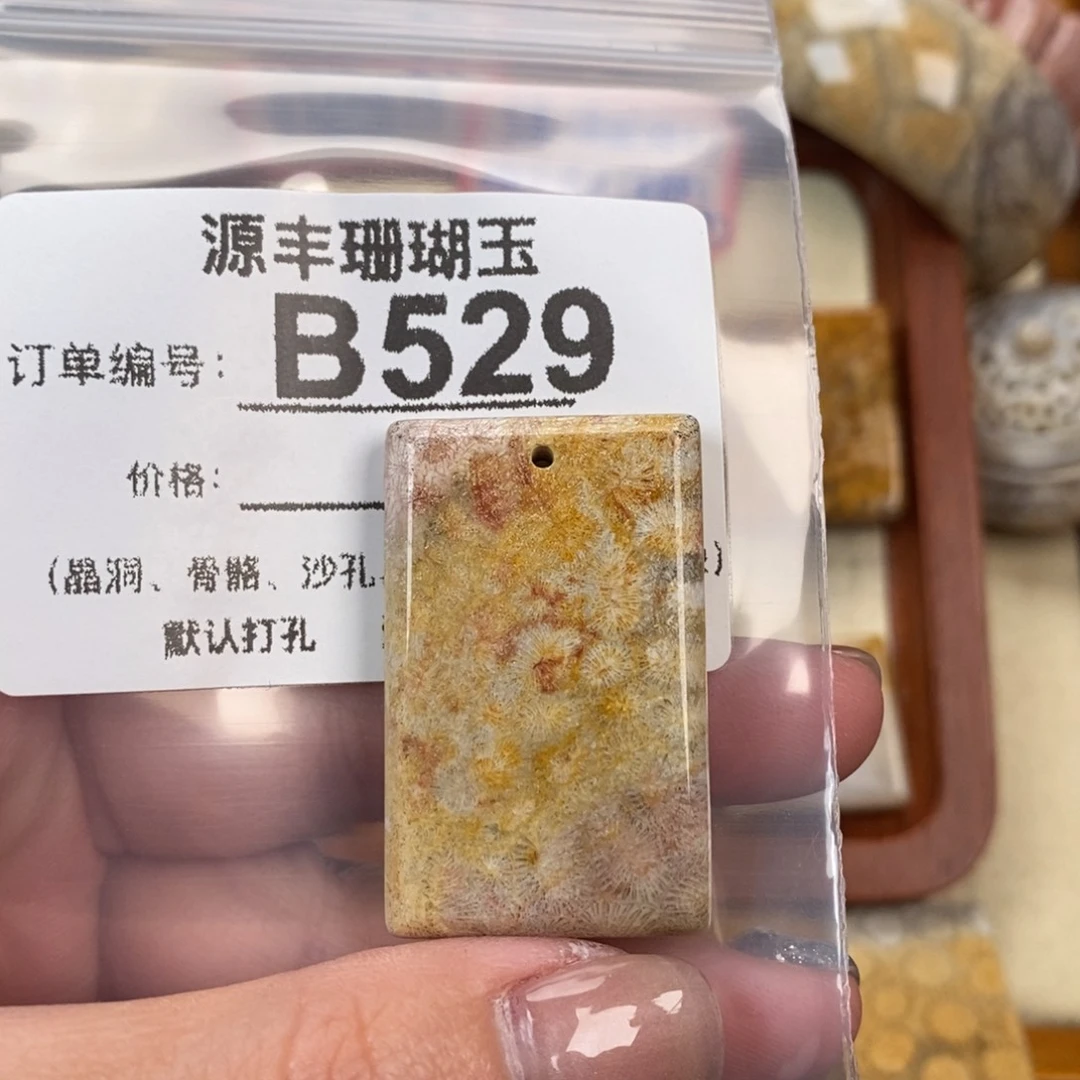 源丰珊瑚玉
订单编号: B529
价格:
(晶洞、骨骼、沙孔
)
默认打孔